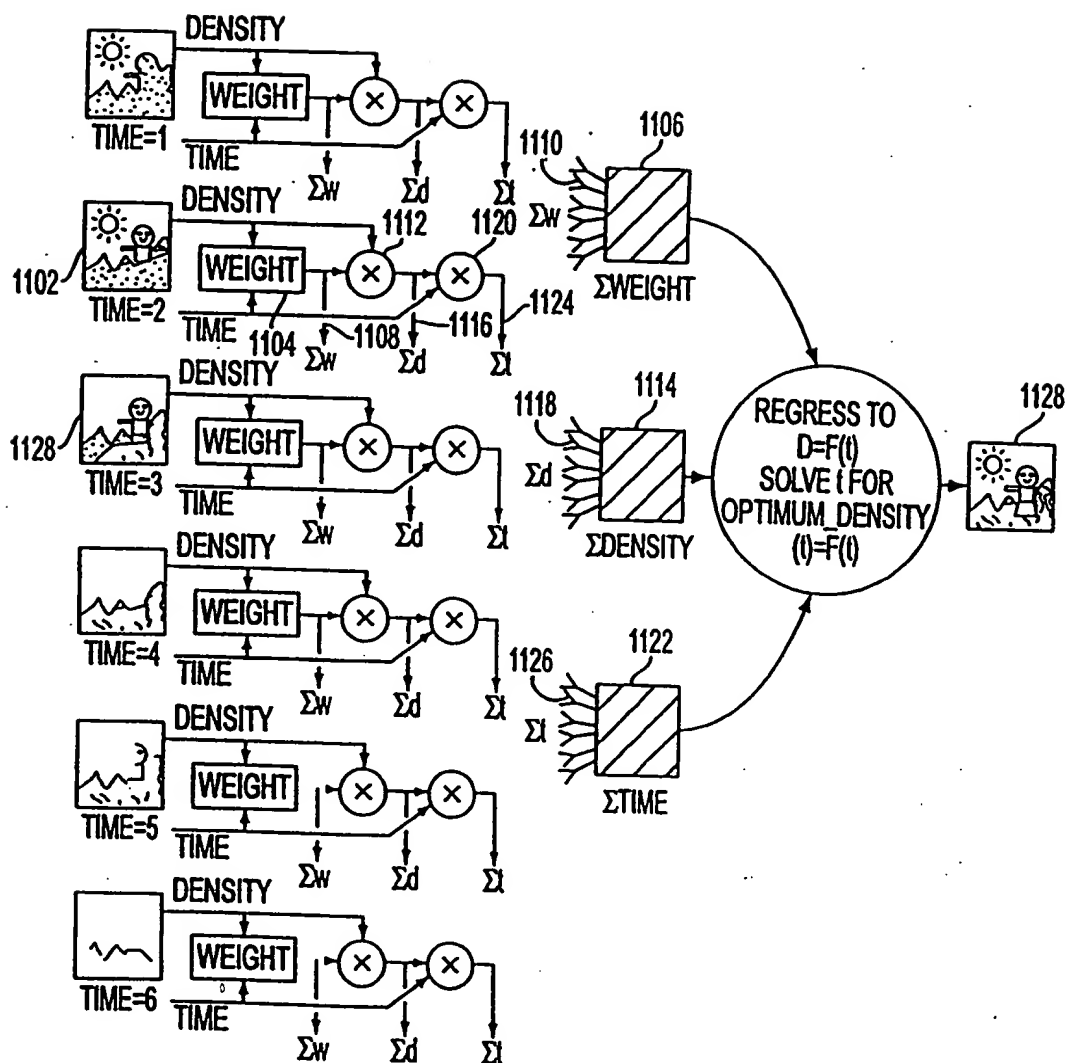 DENSITY
WEIGHT
TIME=1
TIME
Σw
Σd
Σt
DENSITY
1112
1120
1102
WEIGHT
TIME=2
TIME
1104
1108
1116
1124
Σw
Σd
Σt
DENSITY
1128
WEIGHT
TIME=3
TIME
Σw
Σd
Σt
DENSITY
WEIGHT
TIME=4
TIME
Σw
Σd
Σt
DENSITY
WEIGHT
TIME=5
TIME
Σw
Σd
Σt
DENSITY
WEIGHT
TIME=6
TIME
Σw
Σd
Σt
1110
1106
Σw
ΣWEIGHT
1118
1114
Σd
ΣDENSITY
1126
1122
Σt
ΣTIME
REGRESS TO
D=F(t)
SOLVE t FOR
OPTIMUM_DENSITY
(t)=F(t)
1128